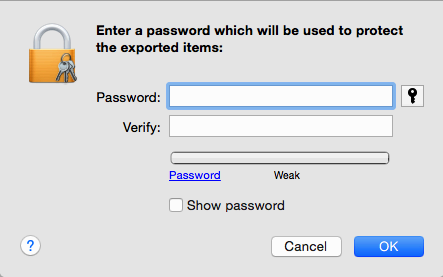 Enter a password which will be used to protect
the exported items:
Password:
Verify:
Password Weak
Show password
? Cancel OK